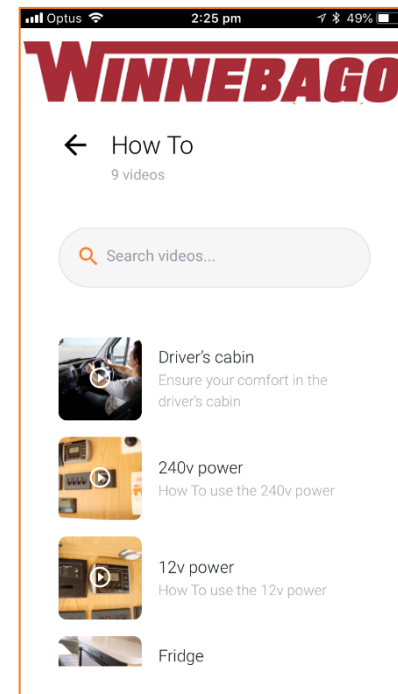 Optus 2:25 pm 49%
WINNEBAGO
How To
9 videos
Search videos...
Driver's cabin
Ensure your comfort in the
driver's cabin
240v power
How To use the 240v power
12v power
How To use the 12v power
Fridge